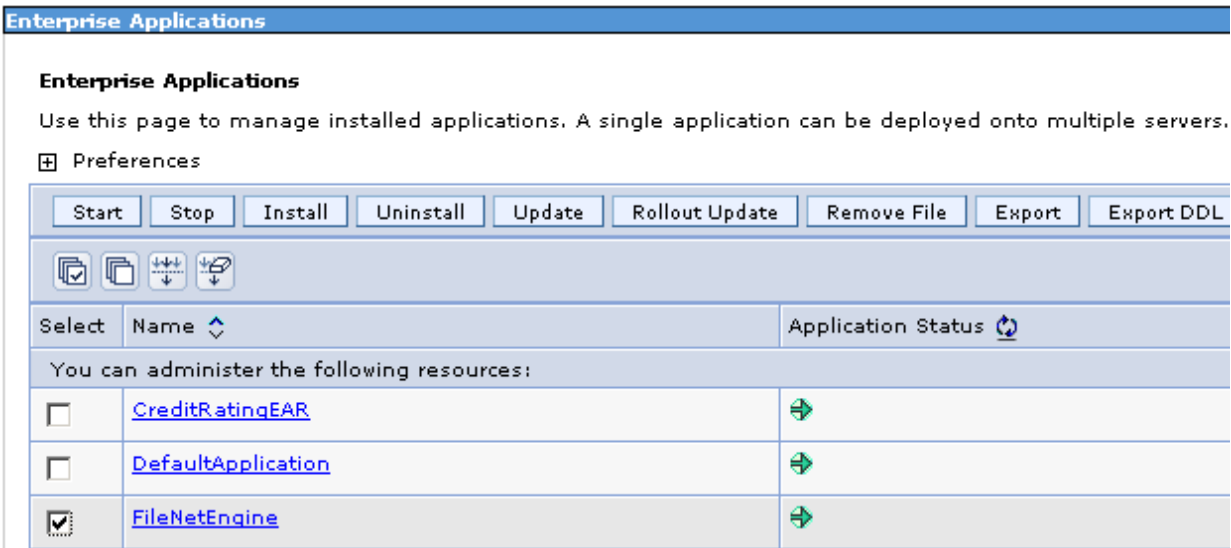 Enterprise Applications
Enterprise Applications
Use this page to manage installed applications. A single application can be deployed onto multiple servers.
Preferences
Start Stop Install Uninstall Update Rollout Update Remove File Export Export DDL
Select Name Application Status
You can administer the following resources:
CreditRatingEAR
DefaultApplication
FileNetEngine